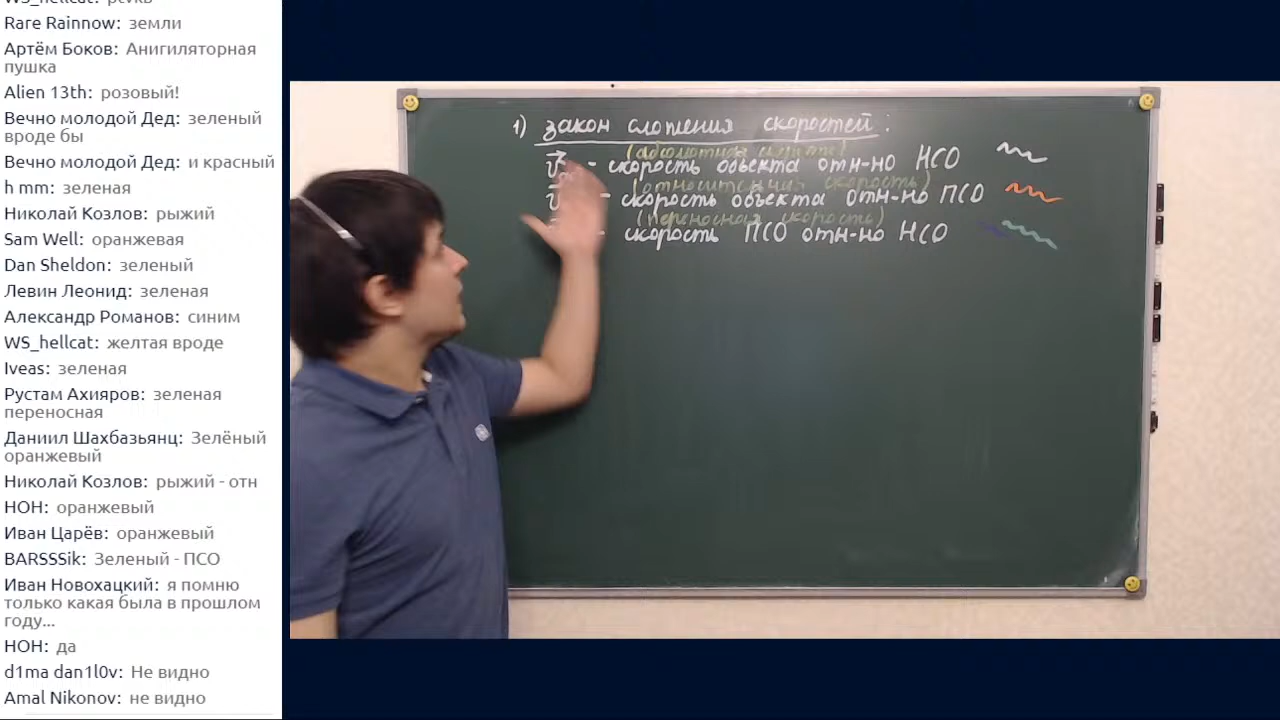 WS_hellcat:
Rare Rainnow: земли
Артём Боков: Анигиляторная
пушка
Alien 13th: розовый!
Вечно молодой Дед: зеленый
вроде бы
Вечно молодой Дед: и красный
h mm: зеленая
Николай Козлов: рыжий
Sam Well: оранжевая
Dan Sheldon: зеленый
Левин Леонид: зеленая
Александр Романов: синим
WS_hellcat: желтая вроде
Iveas: зеленая
Рустам Ахияров: зеленая
переносная
Даниил Шахбазьянц: Зелёный
оранжевый
Николай Козлов: рыжий - отн
НОН: оранжевый
Иван Царёв: оранжевый
BARSSSik: Зеленый - ПСО
Иван Новохацкий: я помню
только какая была в прошлом
году...
НОН: да
d1ma dan1l0v: Не видно
Amal Nikonov: не видно
1) закон сложения скоростей:
(абсолютная скорость)
- скорость объекта отн-но НСО
(относительная скорость)
- скорость объекта отн-но ПСО
(переносная скорость)
- скорость ПСО отн-но НСО